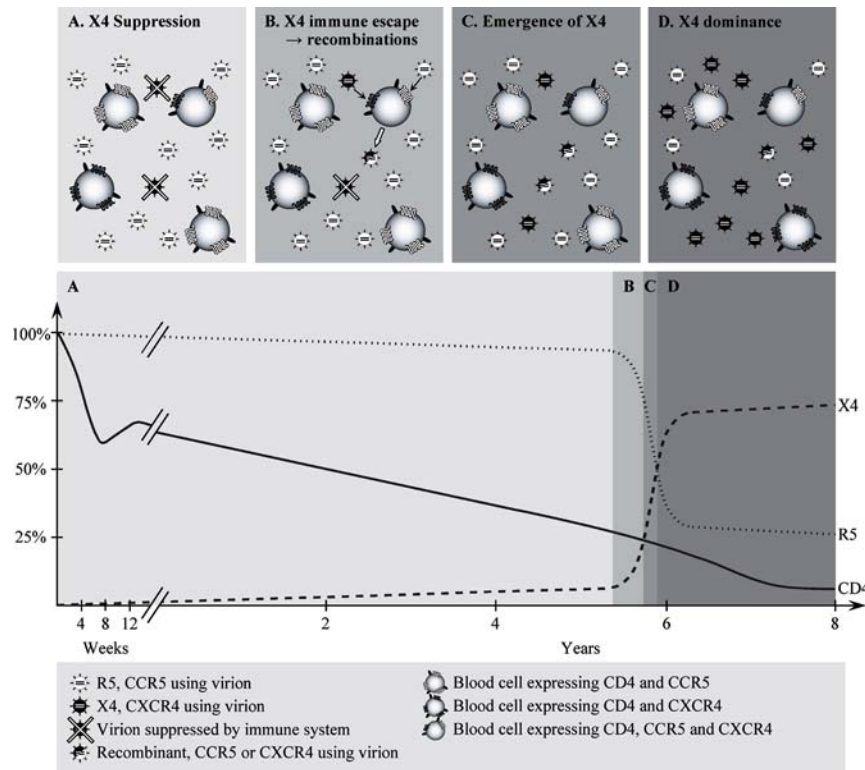 A. X4 Suppression
B. X4 immune escape
→ recombinations
C. Emergence of X4
D. X4 dominance
A
B
C
D
100%
75%
50%
25%
X4
R5
CD4
4
8
12
2
4
6
8
Weeks
Years
R5, CCR5 using virion
X4, CXCR4 using virion
Virion suppressed by immune system
Recombinant, CCR5 or CXCR4 using virion
Blood cell expressing CD4 and CCR5
Blood cell expressing CD4 and CXCR4
Blood cell expressing CD4, CCR5 and CXCR4